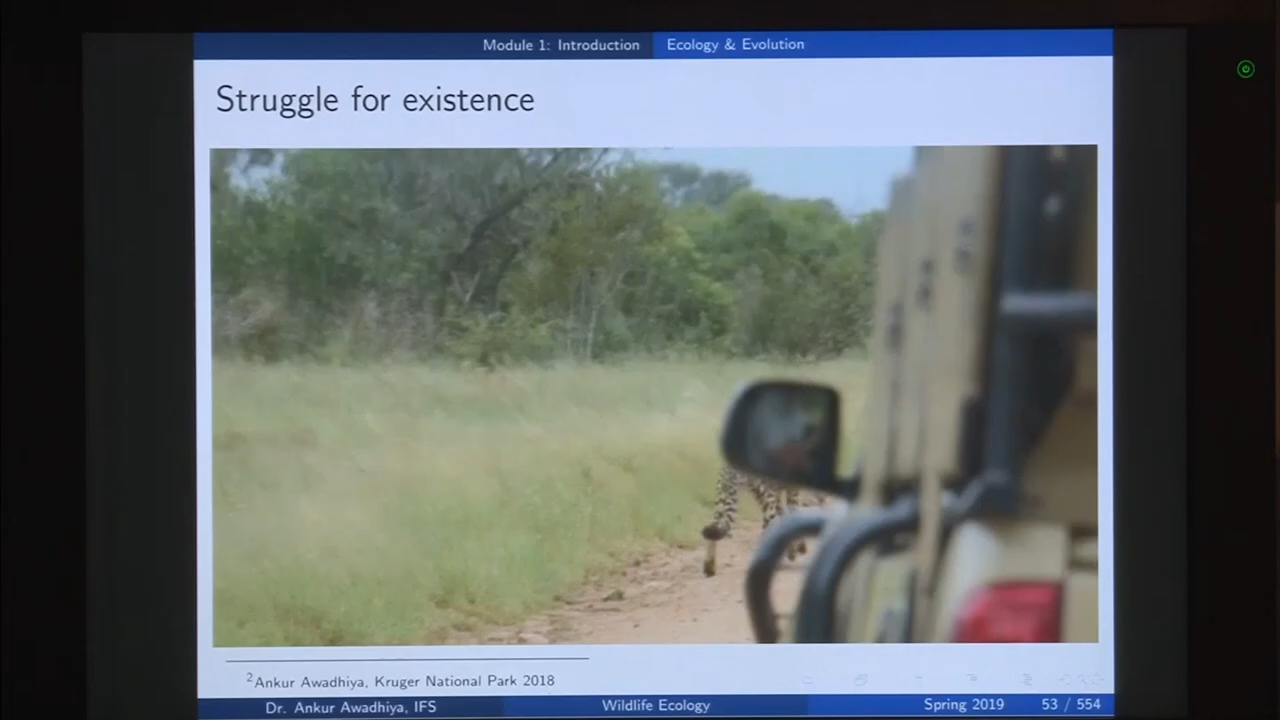 Module 1: Introduction Ecology & Evolution
Struggle for existence
2Ankur Awadhiya, Kruger National Park 2018
Dr. Ankur Awadhiya, IFS Wildlife Ecology Spring 2019 53 / 554